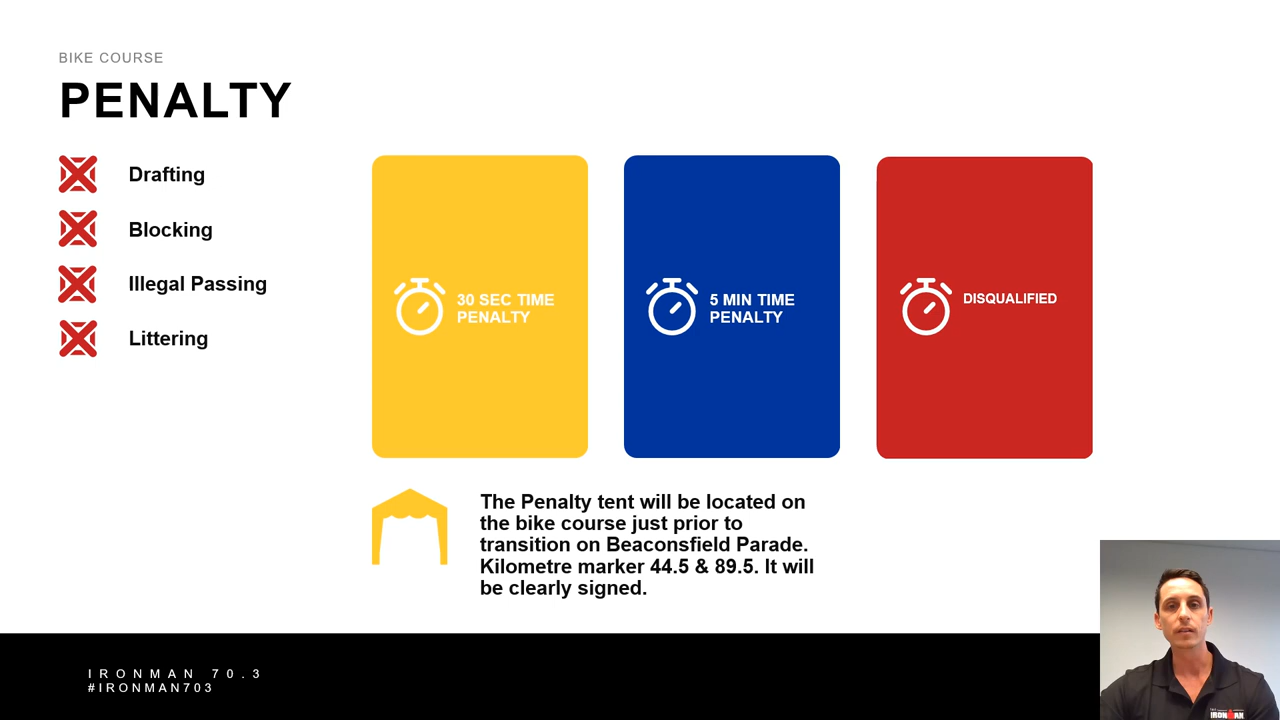 BIKE COURSE
PENALTY
Drafting
Blocking
Illegal Passing
Littering
30 SEC TIME
PENALTY
5 MIN TIME
PENALTY
DISQUALIFIED
The Penalty tent will be located on
the bike course just prior to
transition on Beaconsfield Parade.
Kilometre marker 44.5 & 89.5. It will
be clearly signed.
IRONMAN 70.3
#IRONMAN703
IRONMAN